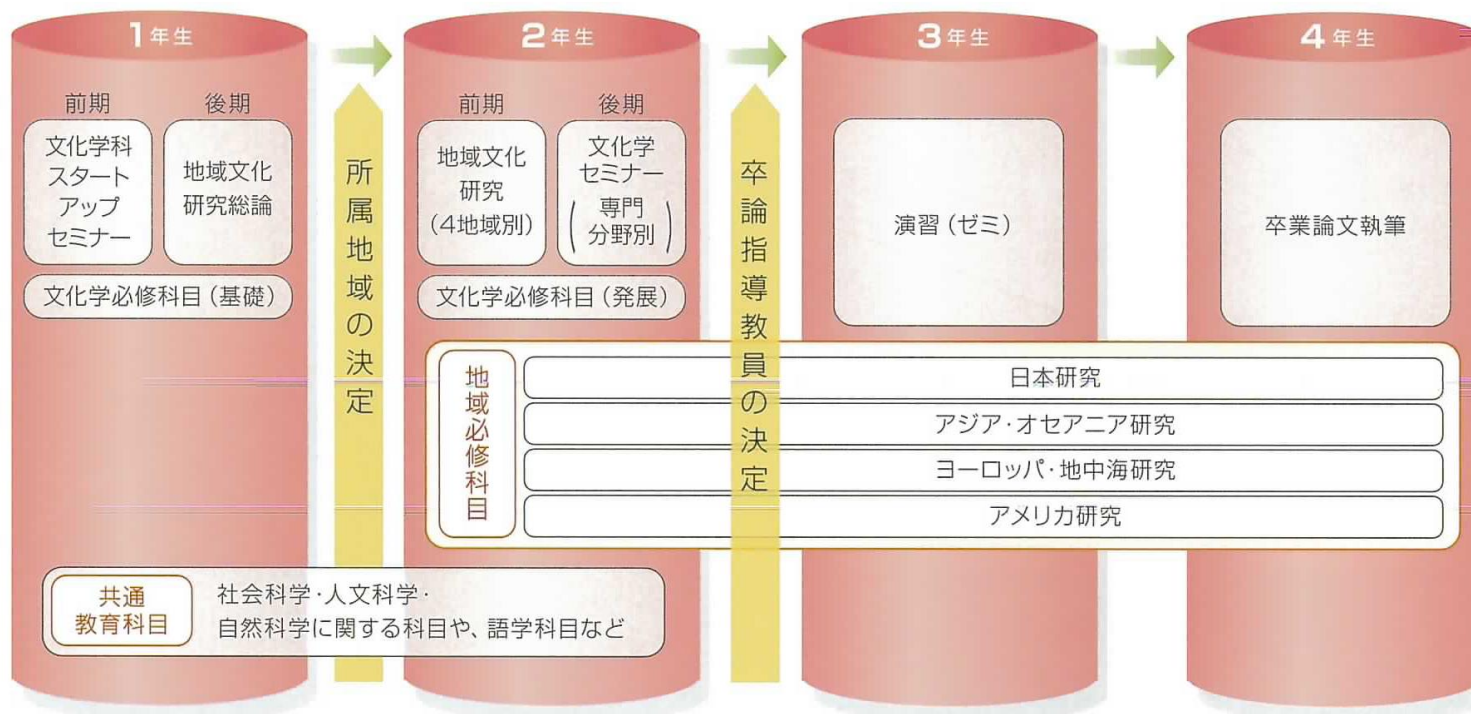 1年生
前期
後期
文化学科
スタート
アップ
セミナー
地域文化
研究総論
文化学必修科目(基礎)
所属地域の決定
2年生
前期
後期
地域文化
研究
(4地域別)
文化学
セミナー
(専門
分野別)
文化学必修科目(発展)
卒論指導教員の決定
3年生
演習(ゼミ)
4年生
卒業論文執筆
地域必修科目
日本研究
アジア・オセアニア研究
ヨーロッパ・地中海研究
アメリカ研究
共通
教育科目
社会科学・人文科学・
自然科学に関する科目や、語学科目など